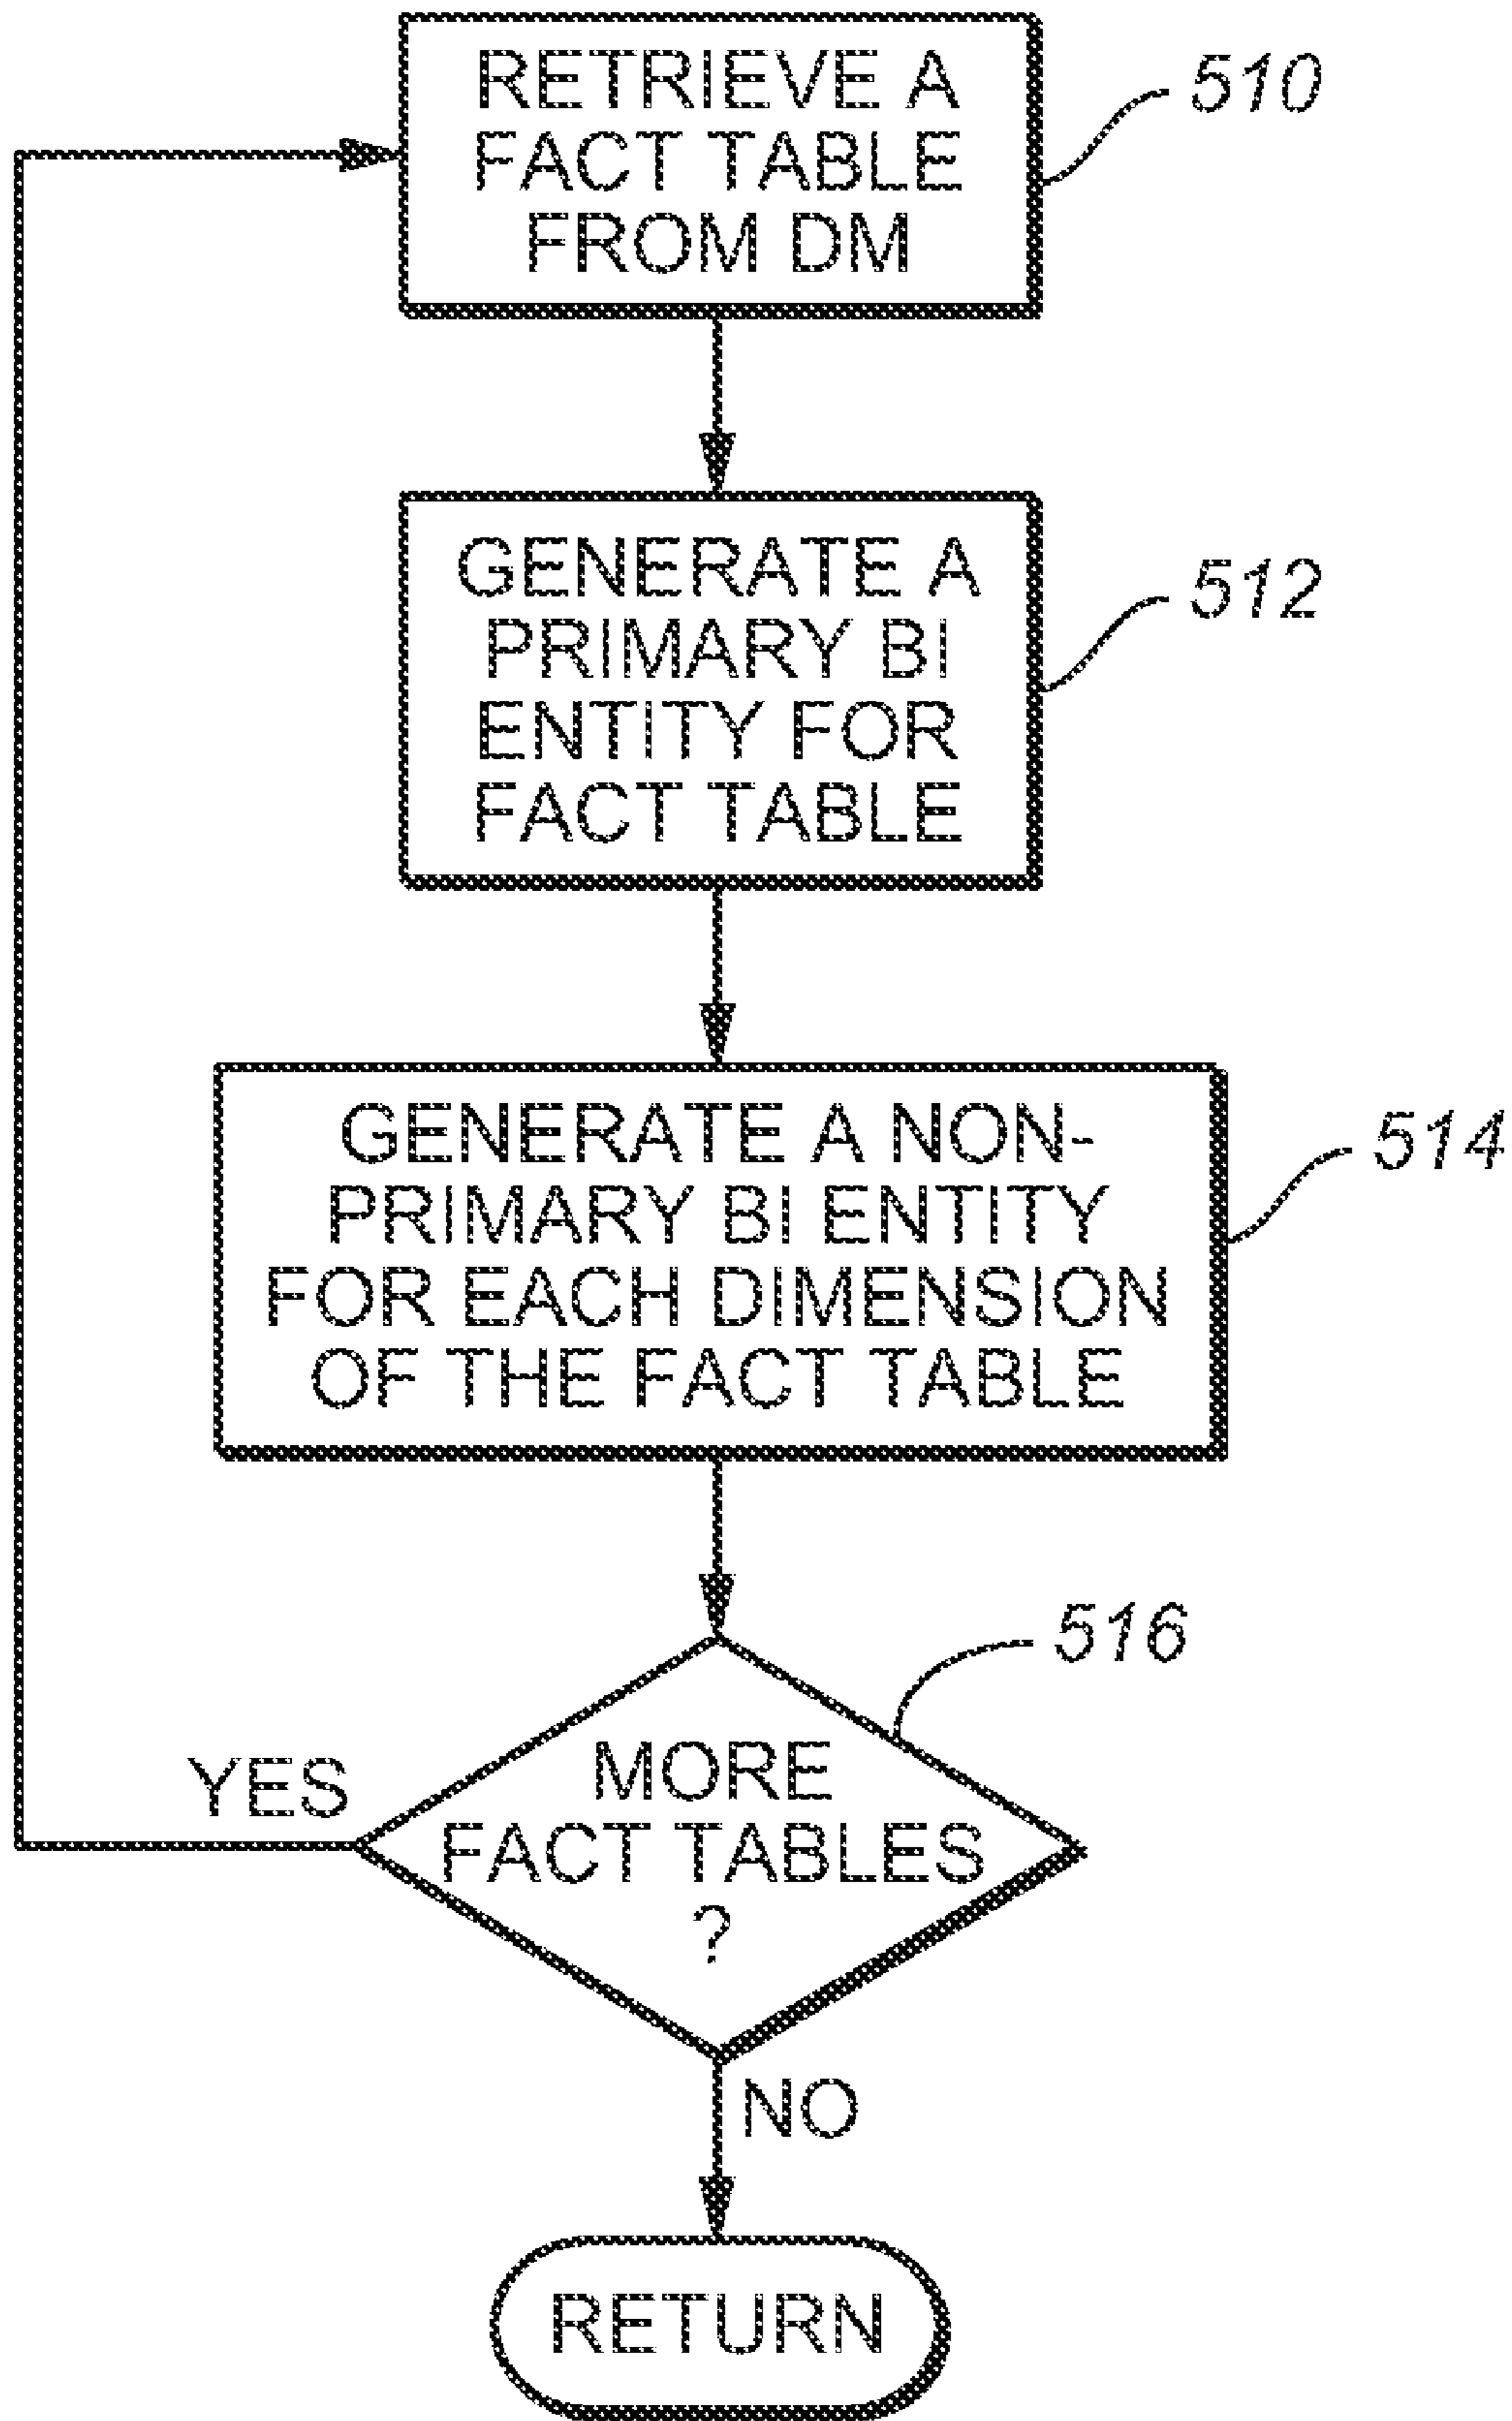 RETRIEVE A
FACT TABLE
FROM DM
510
GENERATE A
PRIMARY BI
ENTITY FOR
FACT TABLE
512
GENERATE A NON-
PRIMARY BI ENTITY
FOR EACH DIMENSION
OF THE FACT TABLE
514
516
MORE
FACT TABLES
?
YES
NO
RETURN